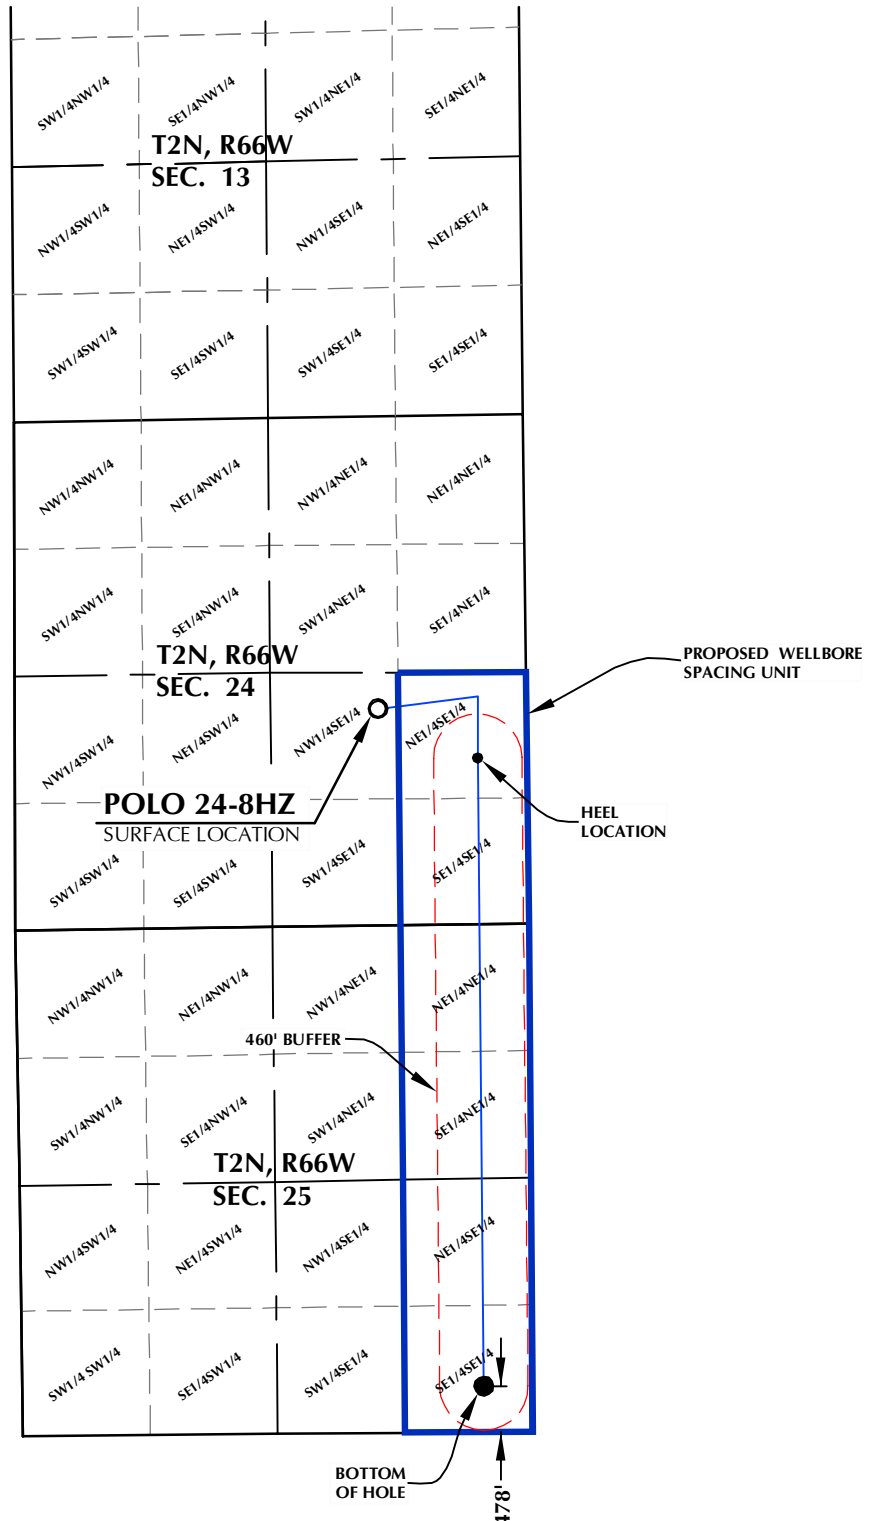 SW1/4NW1/4
SE1/4NW1/4
SW1/4NE1/4
SE1/4NE1/4
T2N, R66W
SEC. 13
NW1/4SW1/4
NE1/4SW1/4
NW1/4SE1/4
NE1/4SE1/4
SW1/4SW1/4
SE1/4SW1/4
SW1/4SE1/4
SE1/4SE1/4
NW1/4NW1/4
NE1/4NW1/4
NW1/4NE1/4
NE1/4NE1/4
SW1/4NW1/4
SE1/4NW1/4
SW1/4NE1/4
SE1/4NE1/4
T2N, R66W
SEC. 24
PROPOSED WELLBORE
SPACING UNIT
NW1/4SW1/4
NE1/4SW1/4
NW1/4SE1/4
NE1/4SE1/4
POLO 24-8HZ
SURFACE LOCATION
HEEL
LOCATION
SW1/4SW1/4
SE1/4SW1/4
SW1/4SE1/4
SE1/4SE1/4
NW1/4NW1/4
NE1/4NW1/4
NW1/4NE1/4
NE1/4NE1/4
460' BUFFER
SW1/4NW1/4
SE1/4NW1/4
SW1/4NE1/4
SE1/4NE1/4
T2N, R66W
SEC. 25
NW1/4SW1/4
NE1/4SW1/4
NW1/4SE1/4
NE1/4SE1/4
SW1/4 SW1/4
SE1/4SW1/4
SW1/4SE1/4
SE1/4SE1/4
BOTTOM
OF HOLE
478'